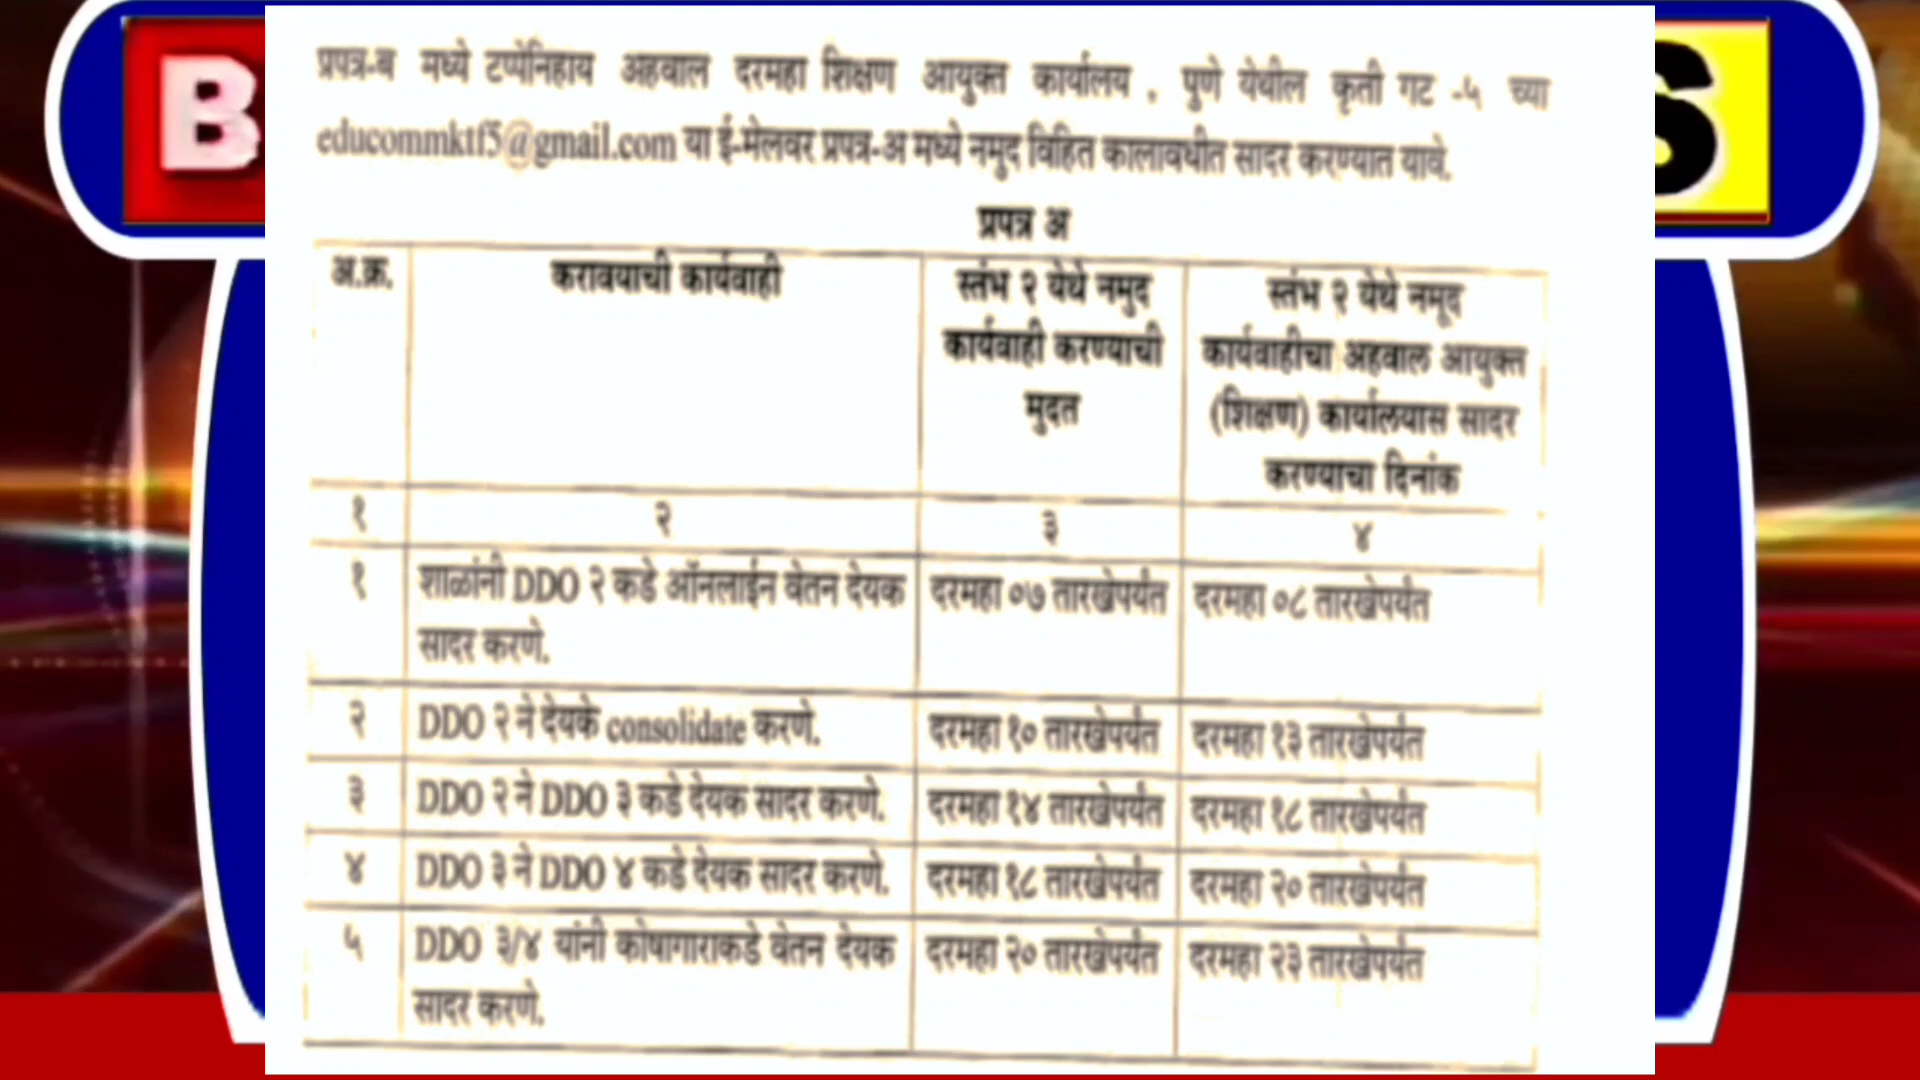 B
S
प्रपत्र-ब मध्ये टप्पेनिहाय अहवाल दरमहा शिक्षण आयुक्त कार्यालय , पुणे येथील कृती गट -५ च्या
educommktf5@gmail.com या ई-मेलवर प्रपत्र-अ मध्ये नमुद विहित कालावधीत सादर करण्यात यावे.
प्रपत्र अ
अ.क्र. करावयाची कार्यवाही स्तंभ २ येथे नमुद स्तंभ २ येथे नमूद
कार्यवाही करण्याची कार्यवाहीचा अहवाल आयुक्त
मुदत (शिक्षण) कार्यालयास सादर
करण्याचा दिनांक
१ २ ३ ४
१ शाळांनी DDO २ कडे ऑनलाईन वेतन देयक दरमहा ०७ तारखेपर्यंत दरमहा ०८ तारखेपर्यंत
सादर करणे.
२ DDO २ ने देयके consolidate करणे. दरमहा १० तारखेपर्यंत दरमहा १३ तारखेपर्यंत
३ DDO २ ने DDO ३ कडे देयक सादर करणे. दरमहा १४ तारखेपर्यंत दरमहा १८ तारखेपर्यंत
४ DDO ३ ने DDO ४ कडे देयक सादर करणे. दरमहा १८ तारखेपर्यंत दरमहा २० तारखेपर्यंत
५ DDO ३/४ यांनी कोषागाराकडे वेतन देयक दरमहा २० तारखेपर्यंत दरमहा २३ तारखेपर्यंत
सादर करणे.